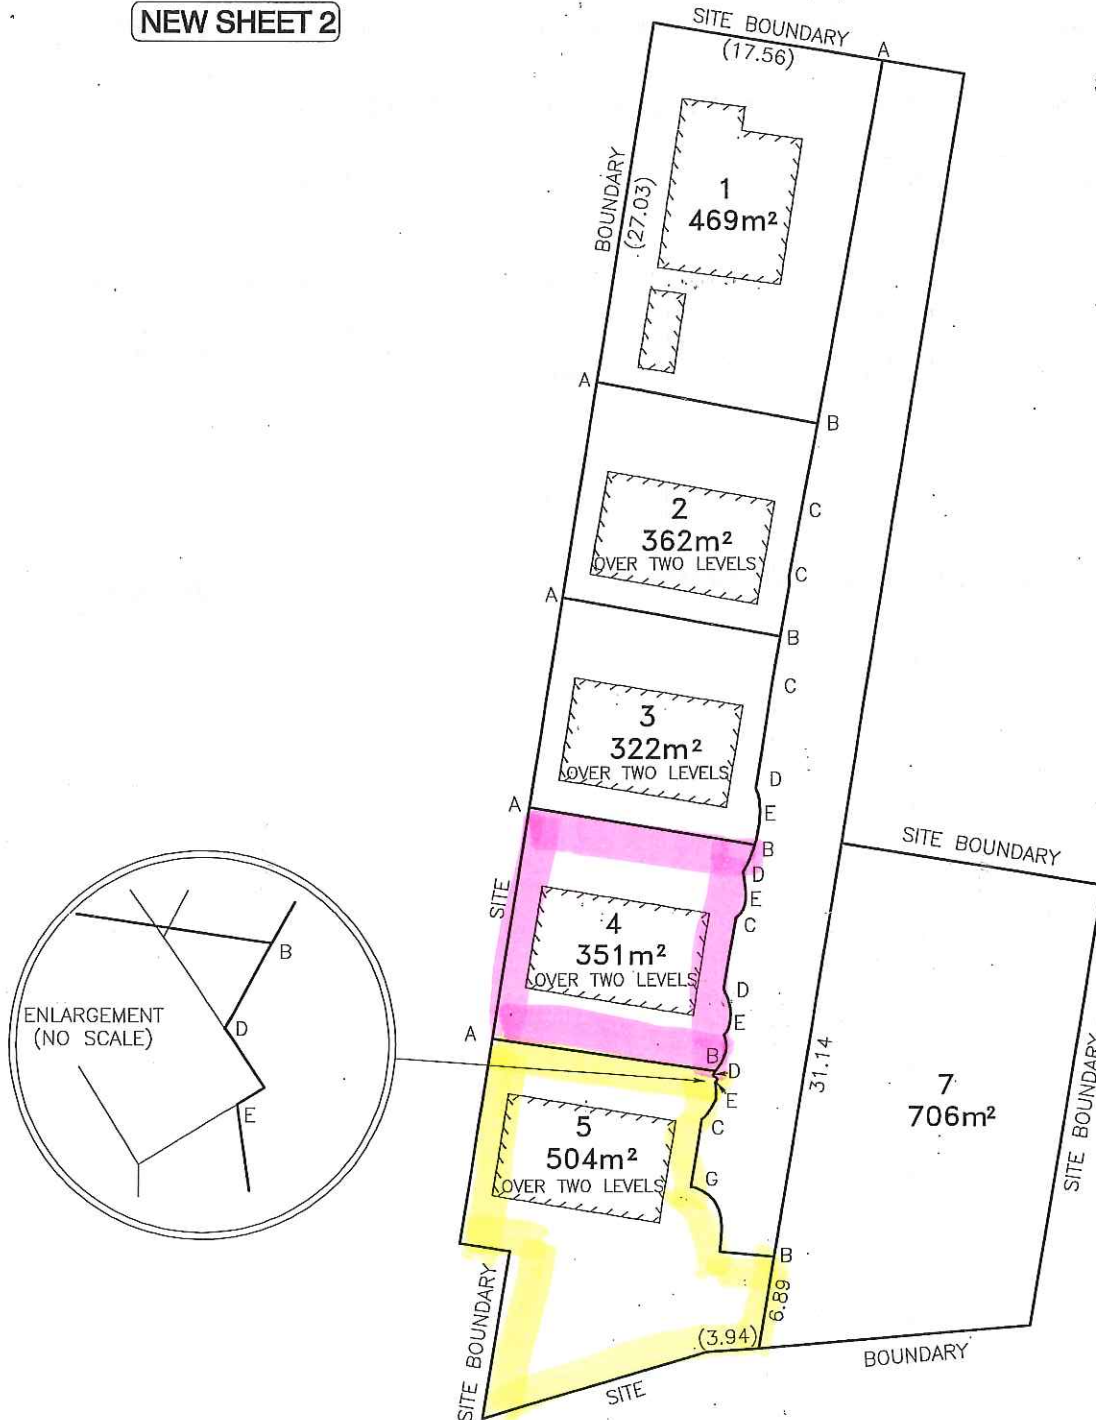 NEW SHEET 2
SITE BOUNDARY
(17.56)
A
BOUNDARY
(27.03)
1
469m²
A
B
2
362m²
OVER TWO LEVELS
C
C
A
B
3
322m²
OVER TWO LEVELS
C
D
E
A
B
SITE BOUNDARY
SITE
4
351m²
OVER TWO LEVELS
D
E
C
D
E
A
B
D
E
C
ENLARGEMENT
(NO SCALE)
B
D
E
31.14
7
706m²
SITE BOUNDARY
5
504m²
OVER TWO LEVELS
G
B
6.89
(3.94)
SITE BOUNDARY
SITE
BOUNDARY